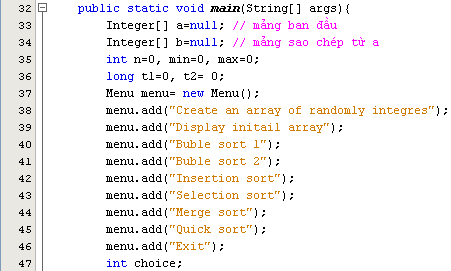 32 public static void main(String[] args){
33 Integer[] a=null; // mảng ban đầu
34 Integer[] b=null; // mảng sao chép từ a
35 int n=0, min=0, max=0;
36 long t1=0, t2= 0;
37 Menu menu= new Menu();
38 menu.add("Create an array of randomly integres");
39 menu.add("Display initail array");
40 menu.add("Buble sort 1");
41 menu.add("Buble sort 2");
42 menu.add("Insertion sort");
43 menu.add("Selection sort");
44 menu.add("Merge sort");
45 menu.add("Quick sort");
46 menu.add("Exit");
47 int choice;